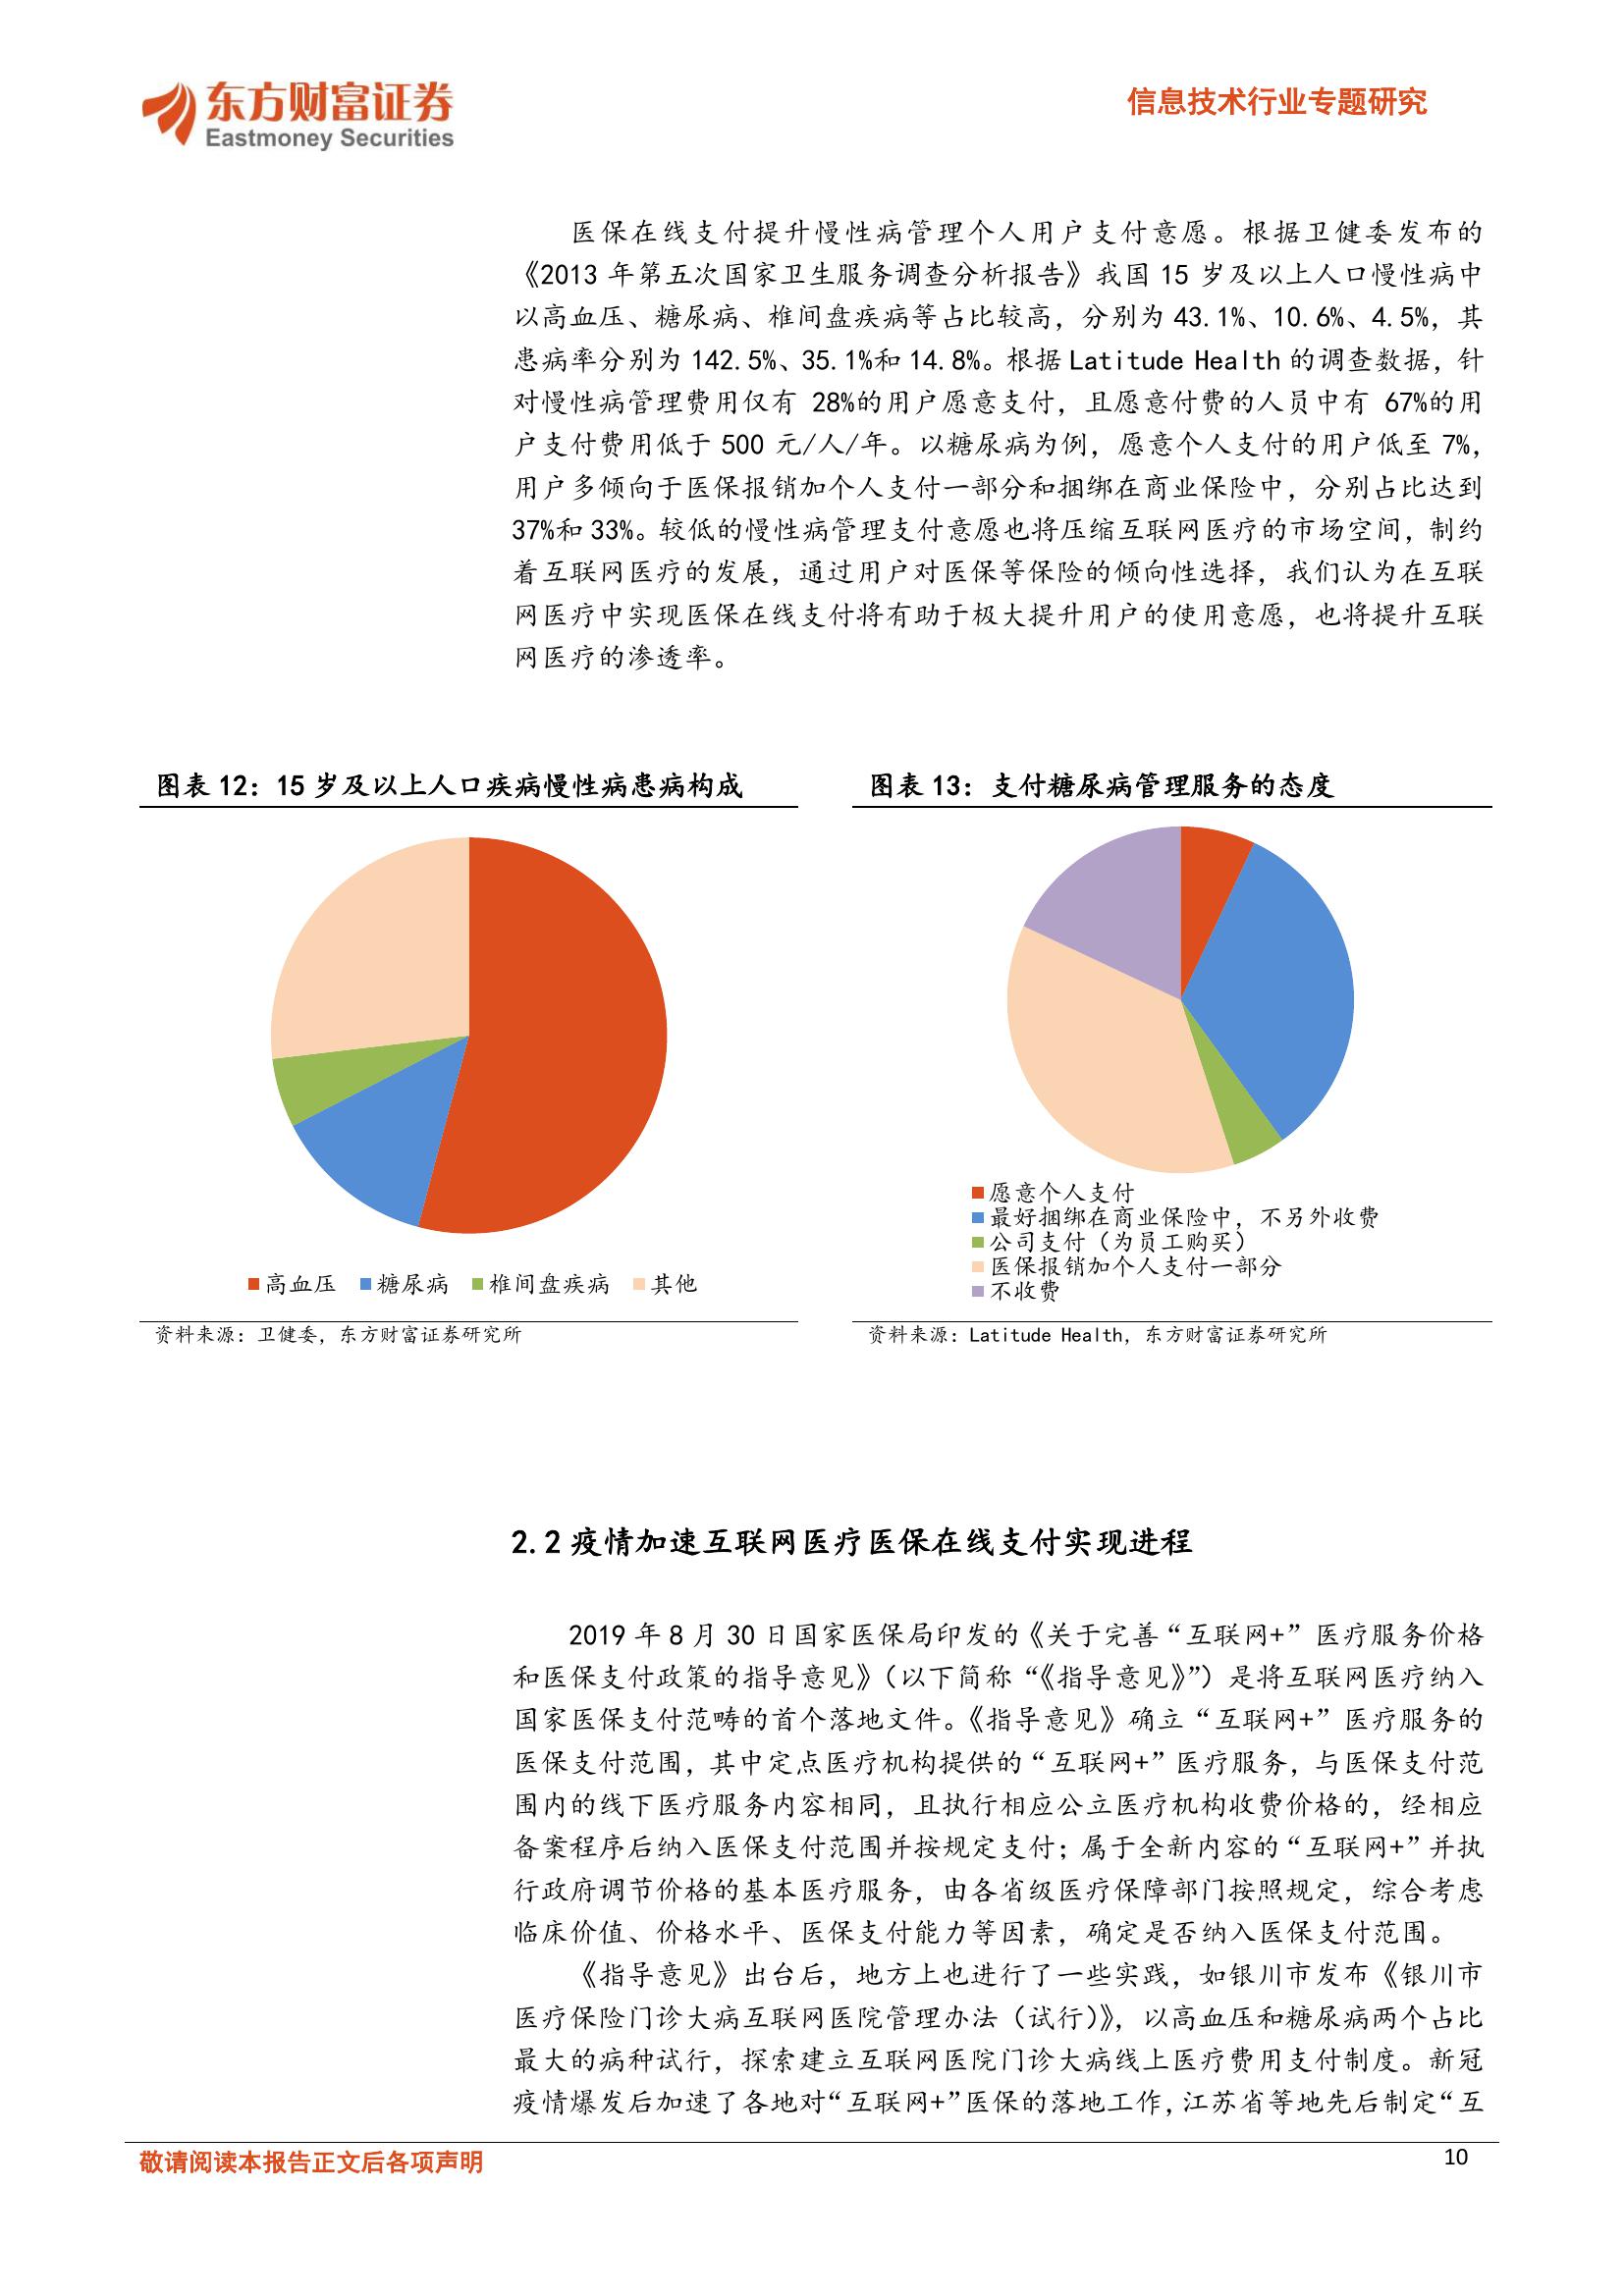 东方财富证券
Eastmoney Securities
信息技术行业专题研究
医保在线支付提升慢性病管理个人用户支付意愿。根据卫健委发布的
《2013 年第五次国家卫生服务调查分析报告》我国 15 岁及以上人口慢性病中
以高血压、糖尿病、椎间盘疾病等占比较高，分别为 43.1%、10.6%、4.5%，其
患病率分别为 142.5%、35.1%和 14.8%。根据 Latitude Health 的调查数据，针
对慢性病管理费用仅有 28%的用户愿意支付，且愿意付费的人员中有 67%的用
户支付费用低于 500 元/人/年。以糖尿病为例，愿意个人支付的用户低至 7%，
用户多倾向于医保报销加个人支付一部分和捆绑在商业保险中，分别占比达到
37%和 33%。较低的慢性病管理支付意愿也将压缩互联网医疗的市场空间，制约
着互联网医疗的发展，通过用户对医保等保险的倾向性选择，我们认为在互联
网医疗中实现医保在线支付将有助于极大提升用户的使用意愿，也将提升互联
网医疗的渗透率。
图表 12：15 岁及以上人口疾病慢性病患病构成
高血压 糖尿病 椎间盘疾病 其他
资料来源：卫健委，东方财富证券研究所
图表 13：支付糖尿病管理服务的态度
愿意个人支付
最好捆绑在商业保险中，不另外收费
公司支付（为员工购买）
医保报销加个人支付一部分
不收费
资料来源：Latitude Health，东方财富证券研究所
2.2 疫情加速互联网医疗医保在线支付实现进程
2019 年 8 月 30 日国家医保局印发的《关于完善“互联网+”医疗服务价格
和医保支付政策的指导意见》（以下简称“《指导意见》”）是将互联网医疗纳入
国家医保支付范畴的首个落地文件。《指导意见》确立“互联网+”医疗服务的
医保支付范围，其中定点医疗机构提供的“互联网+”医疗服务，与医保支付范
围内的线下医疗服务内容相同，且执行相应公立医疗机构收费价格的，经相应
备案程序后纳入医保支付范围并按规定支付；属于全新内容的“互联网+”并执
行政府调节价格的基本医疗服务，由各省级医疗保障部门按照规定，综合考虑
临床价值、价格水平、医保支付能力等因素，确定是否纳入医保支付范围。
《指导意见》出台后，地方上也进行了一些实践，如银川市发布《银川市
医疗保险门诊大病互联网医院管理办法（试行）》，以高血压和糖尿病两个占比
最大的病种试行，探索建立互联网医院门诊大病线上医疗费用支付制度。新冠
疫情爆发后加速了各地对“互联网+”医保的落地工作，江苏省等地先后制定“互
敬请阅读本报告正文后各项声明
10